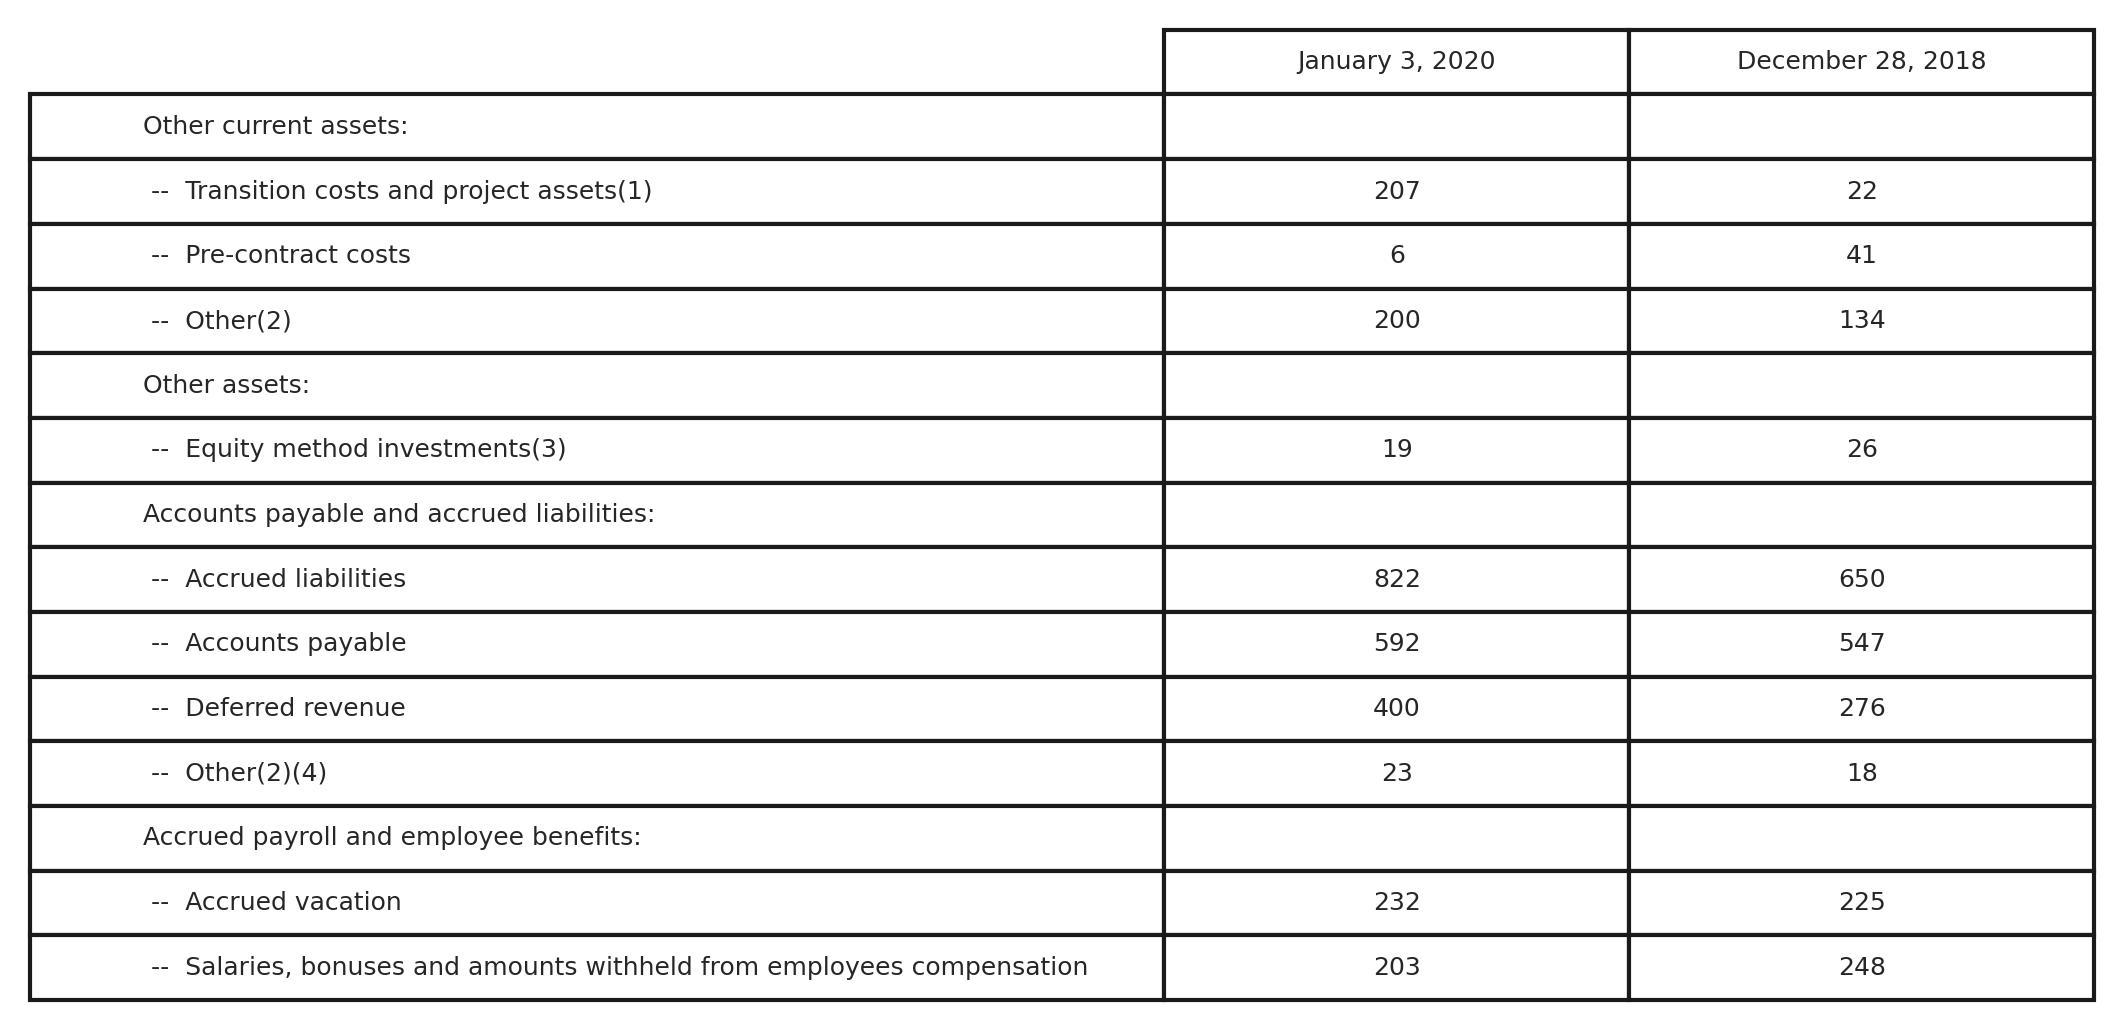 January 3, 2020 December 28, 2018
Other current assets:
-- Transition costs and project assets(1) 207 22
-- Pre-contract costs 6 41
-- Other(2) 200 134
Other assets:
-- Equity method investments(3) 19 26
Accounts payable and accrued liabilities:
-- Accrued liabilities 822 650
-- Accounts payable 592 547
-- Deferred revenue 400 276
-- Other(2)(4) 23 18
Accrued payroll and employee benefits:
-- Accrued vacation 232 225
-- Salaries, bonuses and amounts withheld from employees compensation 203 248